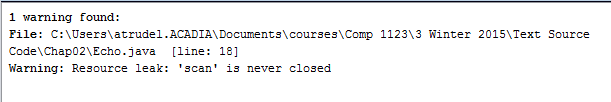 1 warning found:
File: C:\Users\atrudel.ACADIA\Documents\courses\Comp 1123\3 Winter 2015\Text Source
Code\Chap02\Echo.java  [line: 18]
Warning: Resource leak: 'scan' is never closed